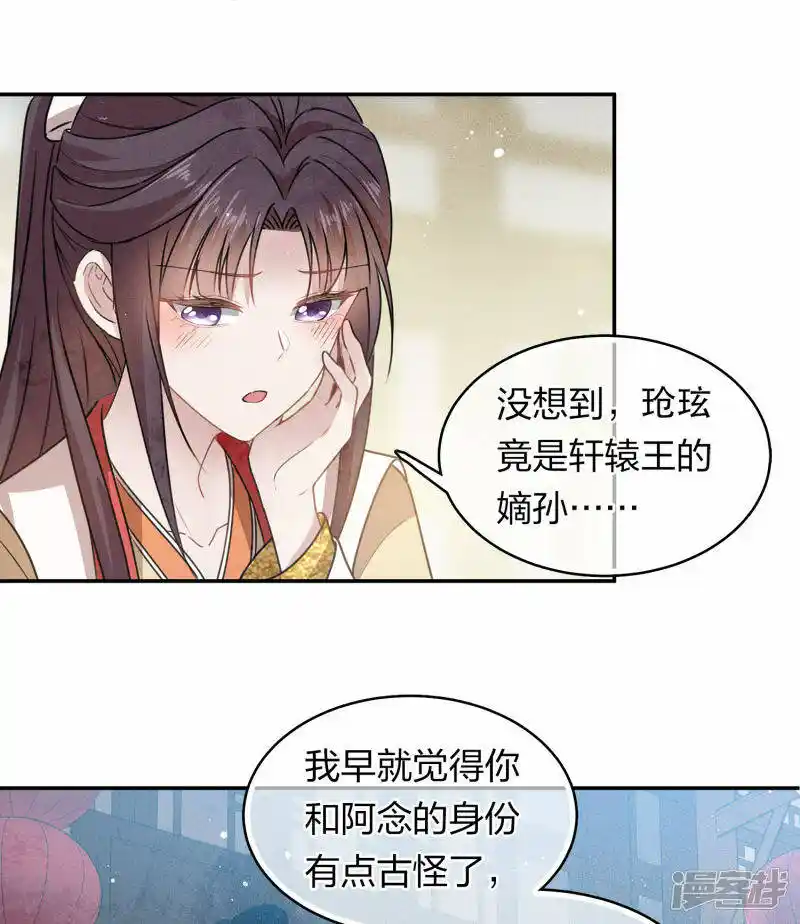 没想到，玱玹
竟是轩辕王的
嫡孙……
我早就觉得你
和阿念的身份
有点古怪了，
漫客栈